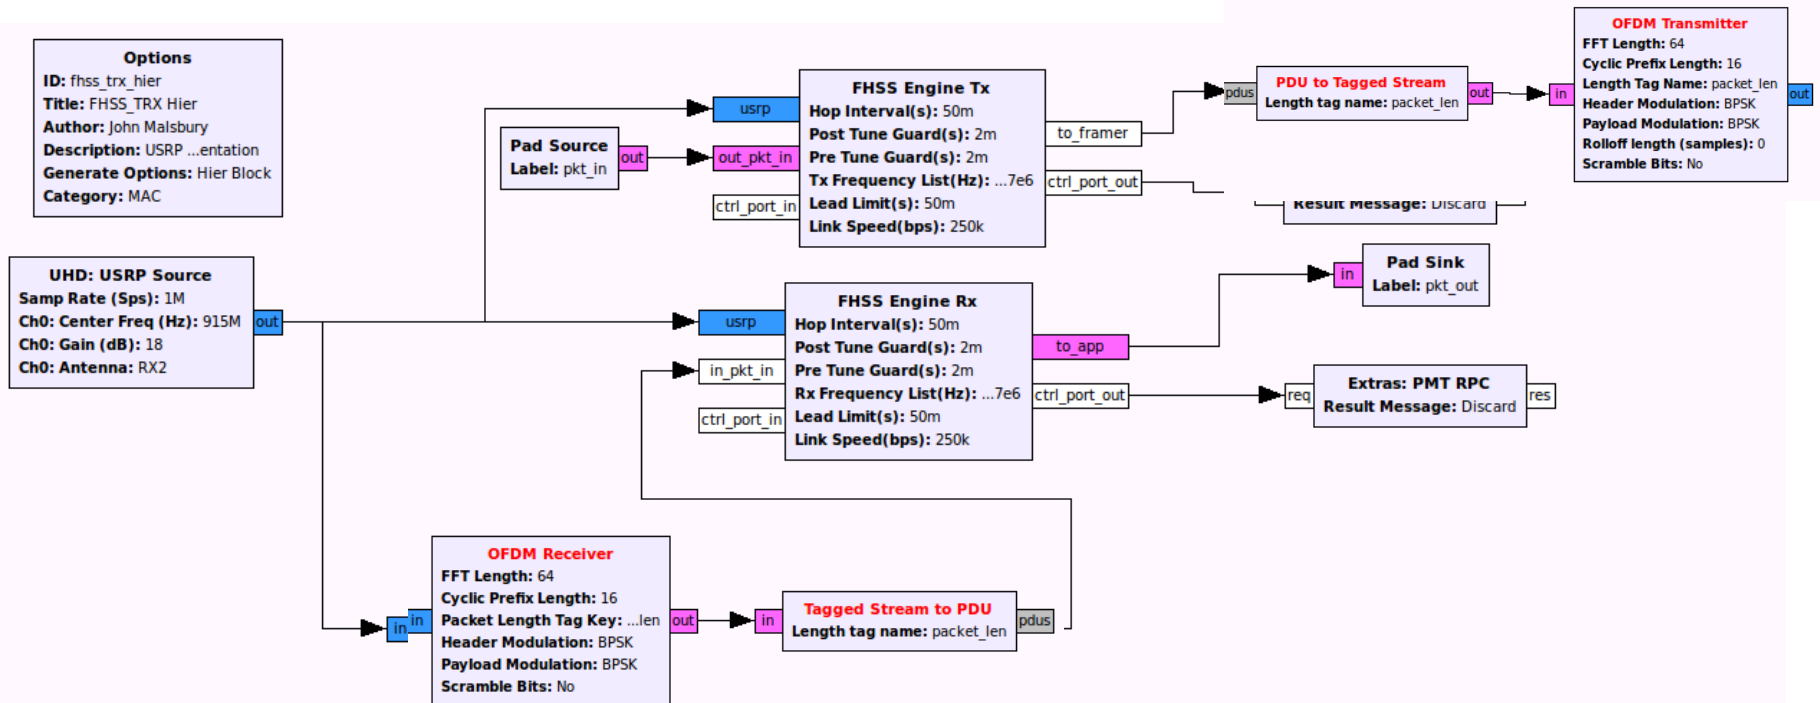 Options
ID: fhss_trx_hier
Title: FHSS_TRX Hier
Author: John Malsbury
Description: USRP ...entation
Generate Options: Hier Block
Category: MAC
Pad Source
Label: pkt_in
out
usrp
out_pkt_in
ctrl_port_in
FHSS Engine Tx
Hop Interval(s): 50m
Post Tune Guard(s): 2m
Pre Tune Guard(s): 2m
Tx Frequency List(Hz): ...7e6
Lead Limit(s): 50m
Link Speed(bps): 250k
to_framer
ctrl_port_out
pdus
PDU to Tagged Stream
Length tag name: packet_len
out
in
OFDM Transmitter
FFT Length: 64
Cyclic Prefix Length: 16
Length Tag Name: packet_len
Header Modulation: BPSK
Payload Modulation: BPSK
Rolloff length (samples): 0
Scramble Bits: No
out
Result Message: Discard
UHD: USRP Source
Samp Rate (Sps): 1M
Ch0: Center Freq (Hz): 915M
Ch0: Gain (dB): 18
Ch0: Antenna: RX2
out
usrp
in_pkt_in
ctrl_port_in
FHSS Engine Rx
Hop Interval(s): 50m
Post Tune Guard(s): 2m
Pre Tune Guard(s): 2m
Rx Frequency List(Hz): ...7e6
Lead Limit(s): 50m
Link Speed(bps): 250k
to_app
ctrl_port_out
in
Pad Sink
Label: pkt_out
req
Extras: PMT RPC
Result Message: Discard
res
in
in
OFDM Receiver
FFT Length: 64
Cyclic Prefix Length: 16
Packet Length Tag Key: ...len
Header Modulation: BPSK
Payload Modulation: BPSK
Scramble Bits: No
out
in
Tagged Stream to PDU
Length tag name: packet_len
pdus